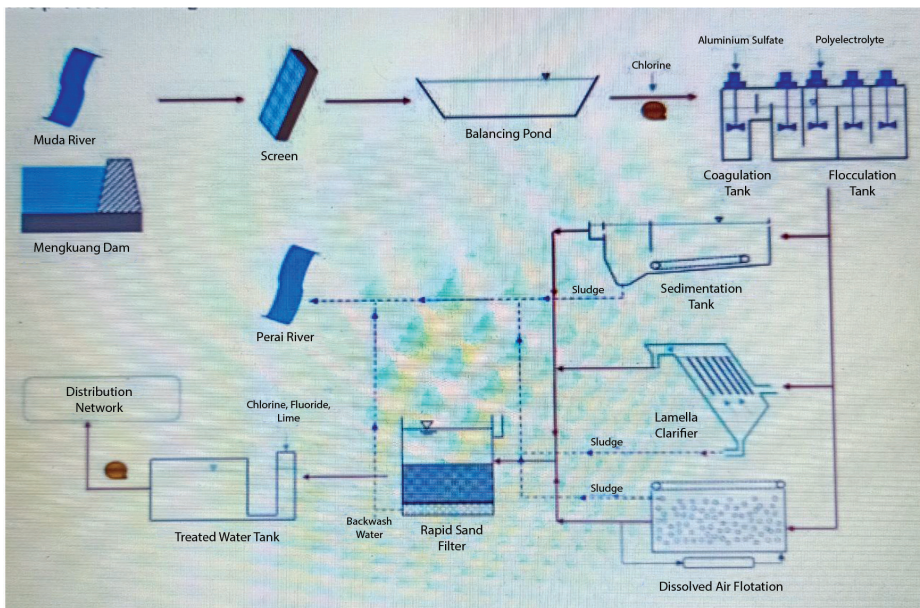 Aluminium Sulfate
Polyelectrolyte
Chlorine
Muda River
Screen
Balancing Pond
Coagulation
Tank
Flocculation
Tank
Mengkuang Dam
Sludge
Sedimentation
Tank
Perai River
Distribution
Network
Chlorine, Fluoride,
Lime
Lamella
Clarifier
Sludge
Sludge
Treated Water Tank
Backwash
Water
Rapid Sand
Filter
Dissolved Air Flotation